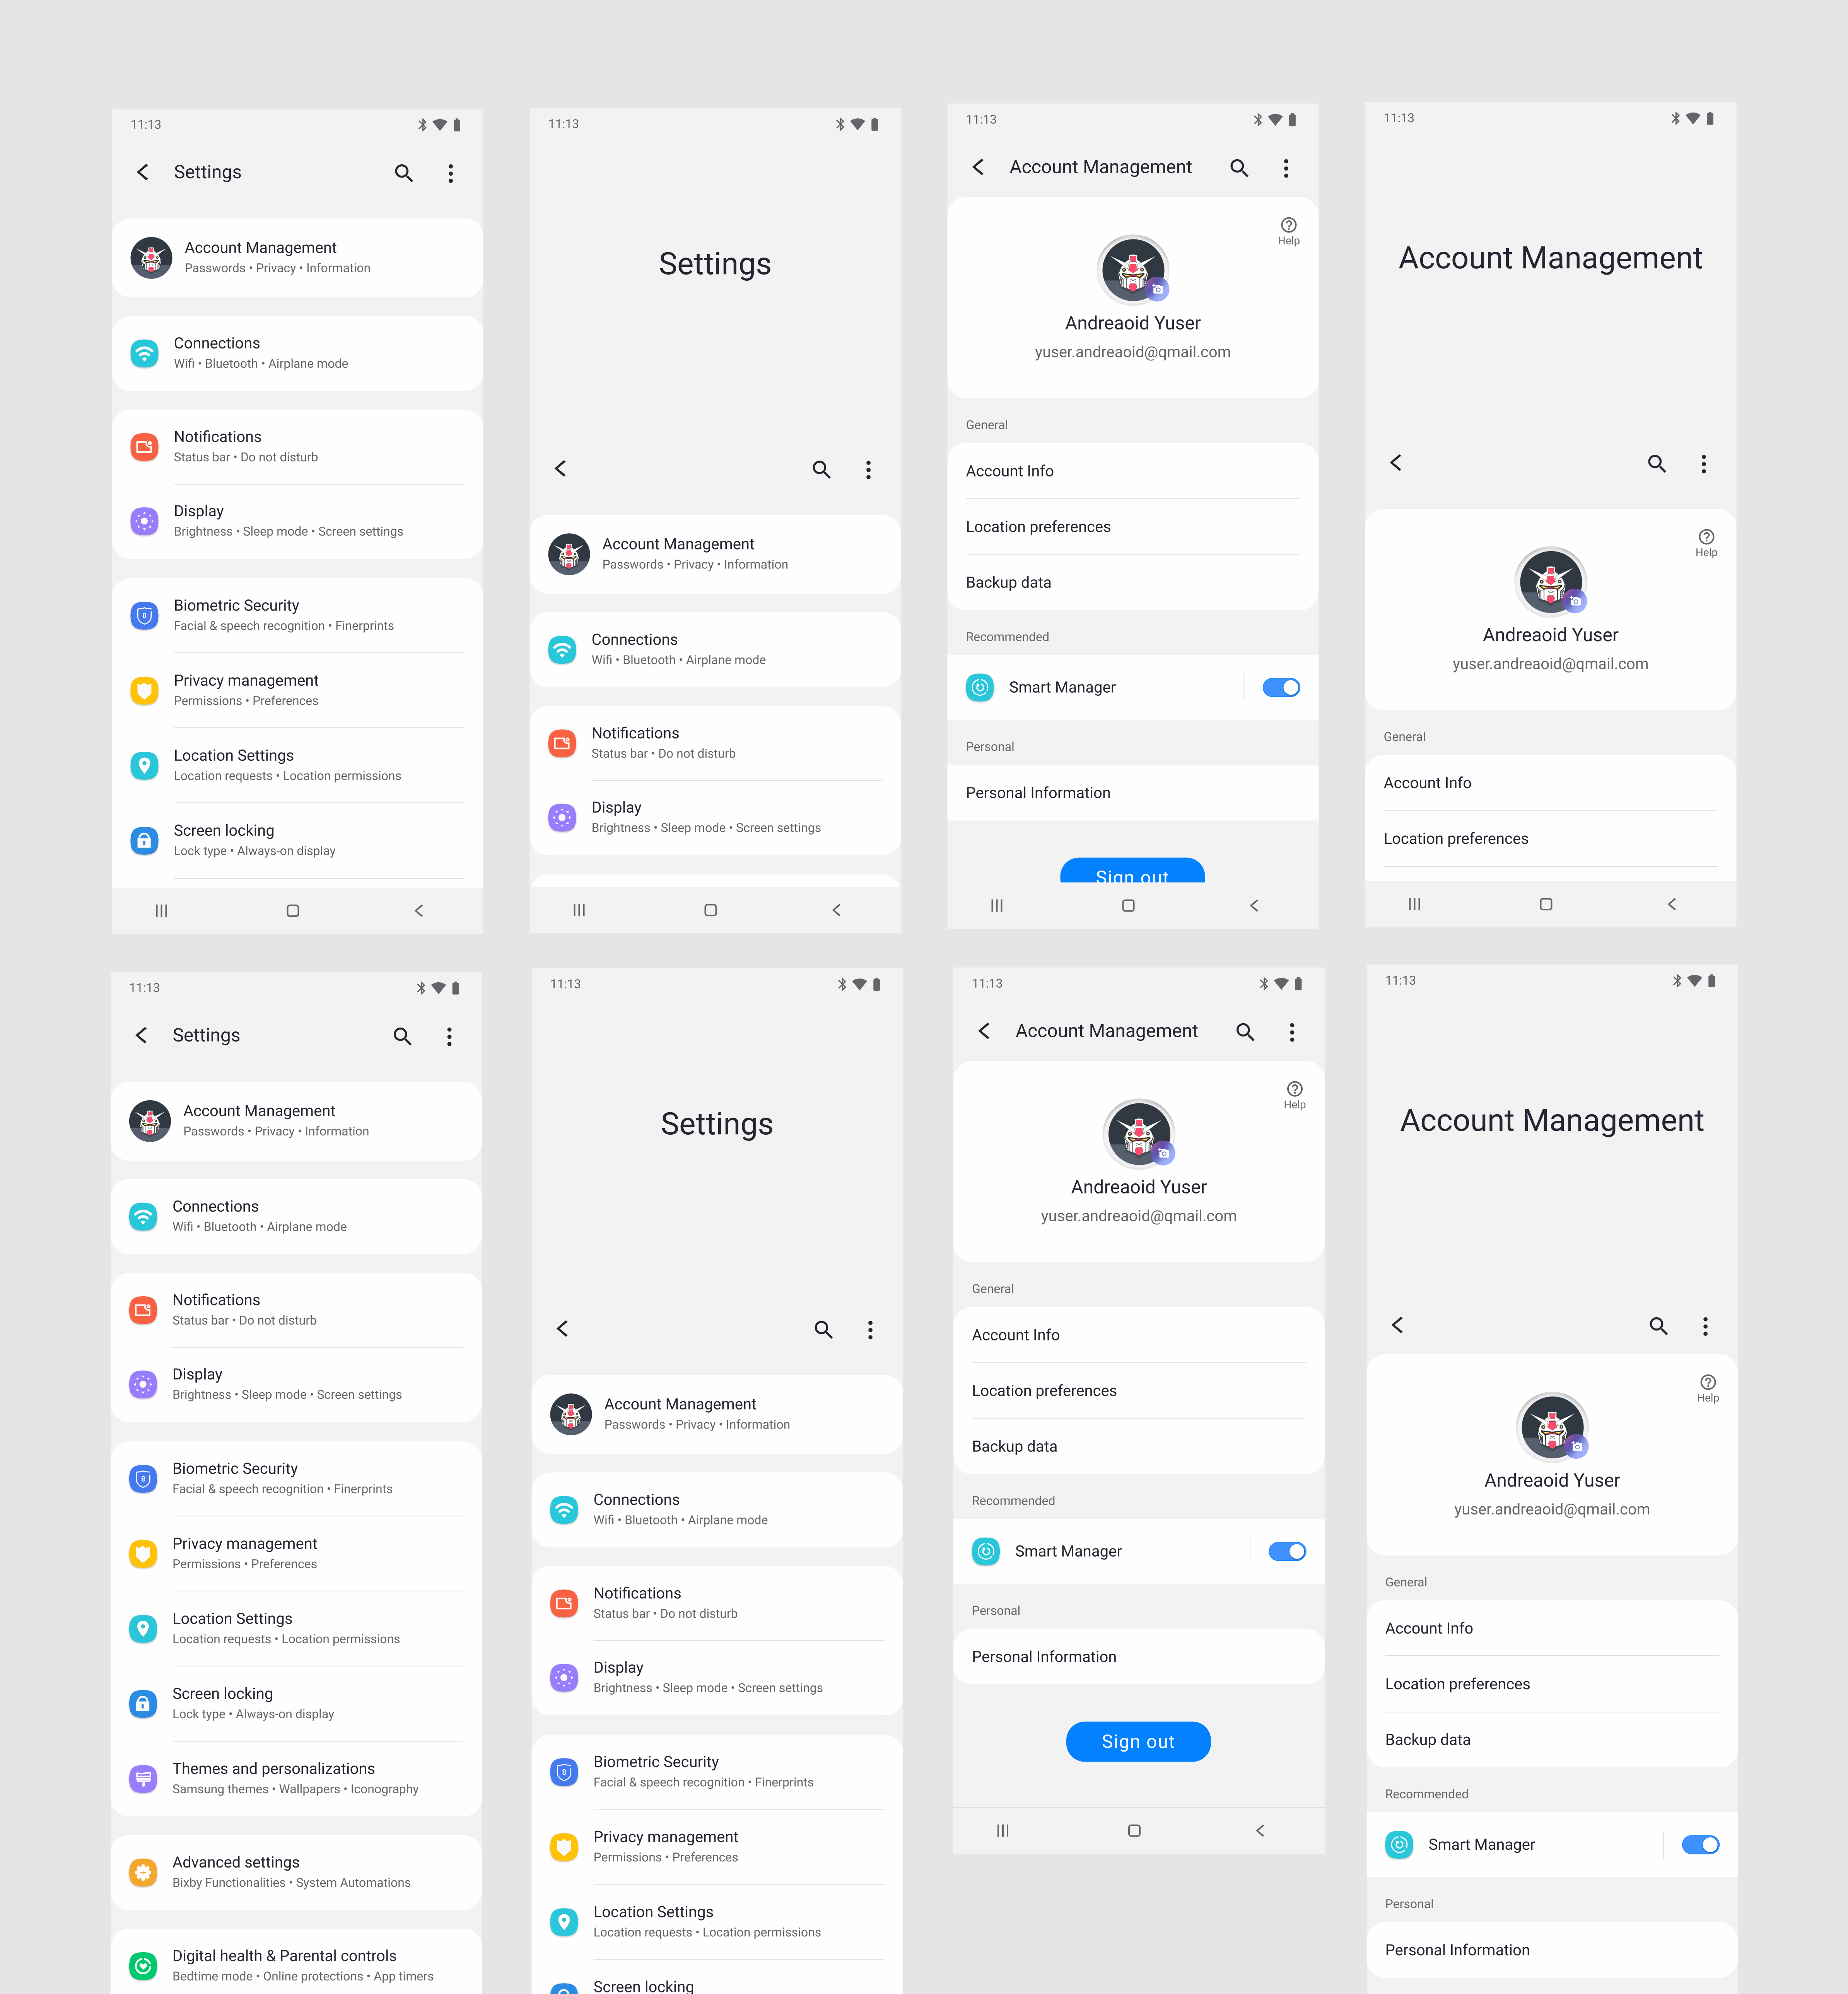 11:13
Settings
Account Management
Passwords • Privacy • Information
Connections
Wifi • Bluetooth • Airplane mode
Notifications
Status bar • Do not disturb
Display
Brightness • Sleep mode • Screen settings
Biometric Security
Facial & speech recognition • Finerprints
Privacy management
Permissions • Preferences
Location Settings
Location requests • Location permissions
Screen locking
Lock type • Always-on display
11:13
Settings
Account Management
Passwords • Privacy • Information
Connections
Wifi • Bluetooth • Airplane mode
Notifications
Status bar • Do not disturb
Display
Brightness • Sleep mode • Screen settings
11:13
Account Management
Help
Andreaoid Yuser
yuser.andreaoid@qmail.com
General
Account Info
Location preferences
Backup data
Recommended
Smart Manager
Personal
Personal Information
Sign out
11:13
Account Management
Help
Andreaoid Yuser
yuser.andreaoid@qmail.com
General
Account Info
Location preferences
11:13
Settings
Account Management
Passwords • Privacy • Information
Connections
Wifi • Bluetooth • Airplane mode
Notifications
Status bar • Do not disturb
Display
Brightness • Sleep mode • Screen settings
Biometric Security
Facial & speech recognition • Finerprints
Privacy management
Permissions • Preferences
Location Settings
Location requests • Location permissions
Screen locking
Lock type • Always-on display
Themes and personalizations
Samsung themes • Wallpapers • Iconography
Advanced settings
Bixby Functionalities • System Automations
Digital health & Parental controls
Bedtime mode • Online protections • App timers
11:13
Settings
Account Management
Passwords • Privacy • Information
Connections
Wifi • Bluetooth • Airplane mode
Notifications
Status bar • Do not disturb
Display
Brightness • Sleep mode • Screen settings
Biometric Security
Facial & speech recognition • Finerprints
Privacy management
Permissions • Preferences
Location Settings
Location requests • Location permissions
Screen locking
11:13
Account Management
Help
Andreaoid Yuser
yuser.andreaoid@qmail.com
General
Account Info
Location preferences
Backup data
Recommended
Smart Manager
Personal
Personal Information
Sign out
11:13
Account Management
Help
Andreaoid Yuser
yuser.andreaoid@qmail.com
General
Account Info
Location preferences
Backup data
Recommended
Smart Manager
Personal
Personal Information